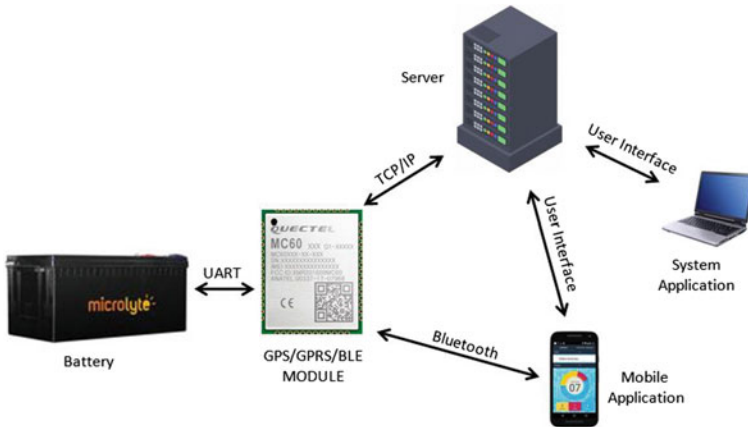 Server
User Interface
TCP/IP
User Interface
QUECTEL
MC60
UART
microlyte
CE
System
Application
Bluetooth
Battery
GPS/GPRS/BLE
MODULE
07
Mobile
Application